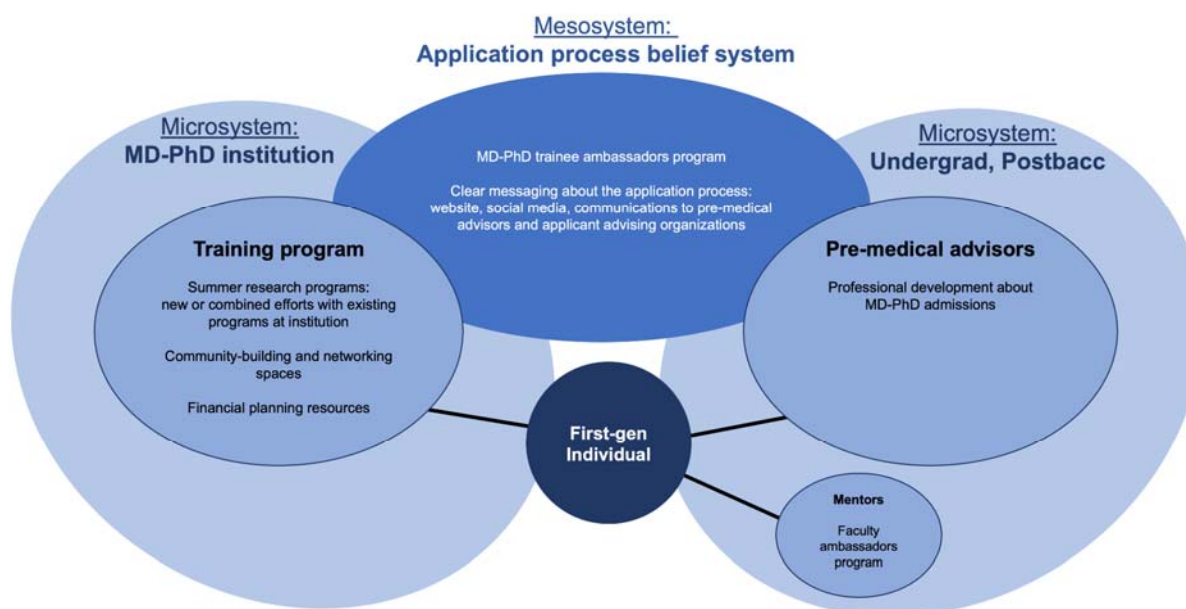 Mesosystem:
Application process belief system
Microsystem:
MD-PhD institution
MD-PhD trainee ambassadors program
Clear messaging about the application process:
website, social media, communications to pre-medical
advisors and applicant advising organizations
Microsystem:
Undergrad, Postbacc
Training program
Summer research programs:
new or combined efforts with existing
programs at institution
Community-building and networking
spaces
Financial planning resources
Pre-medical advisors
Professional development about
MD-PhD admissions
First-gen
Individual
Mentors
Faculty
ambassadors
program